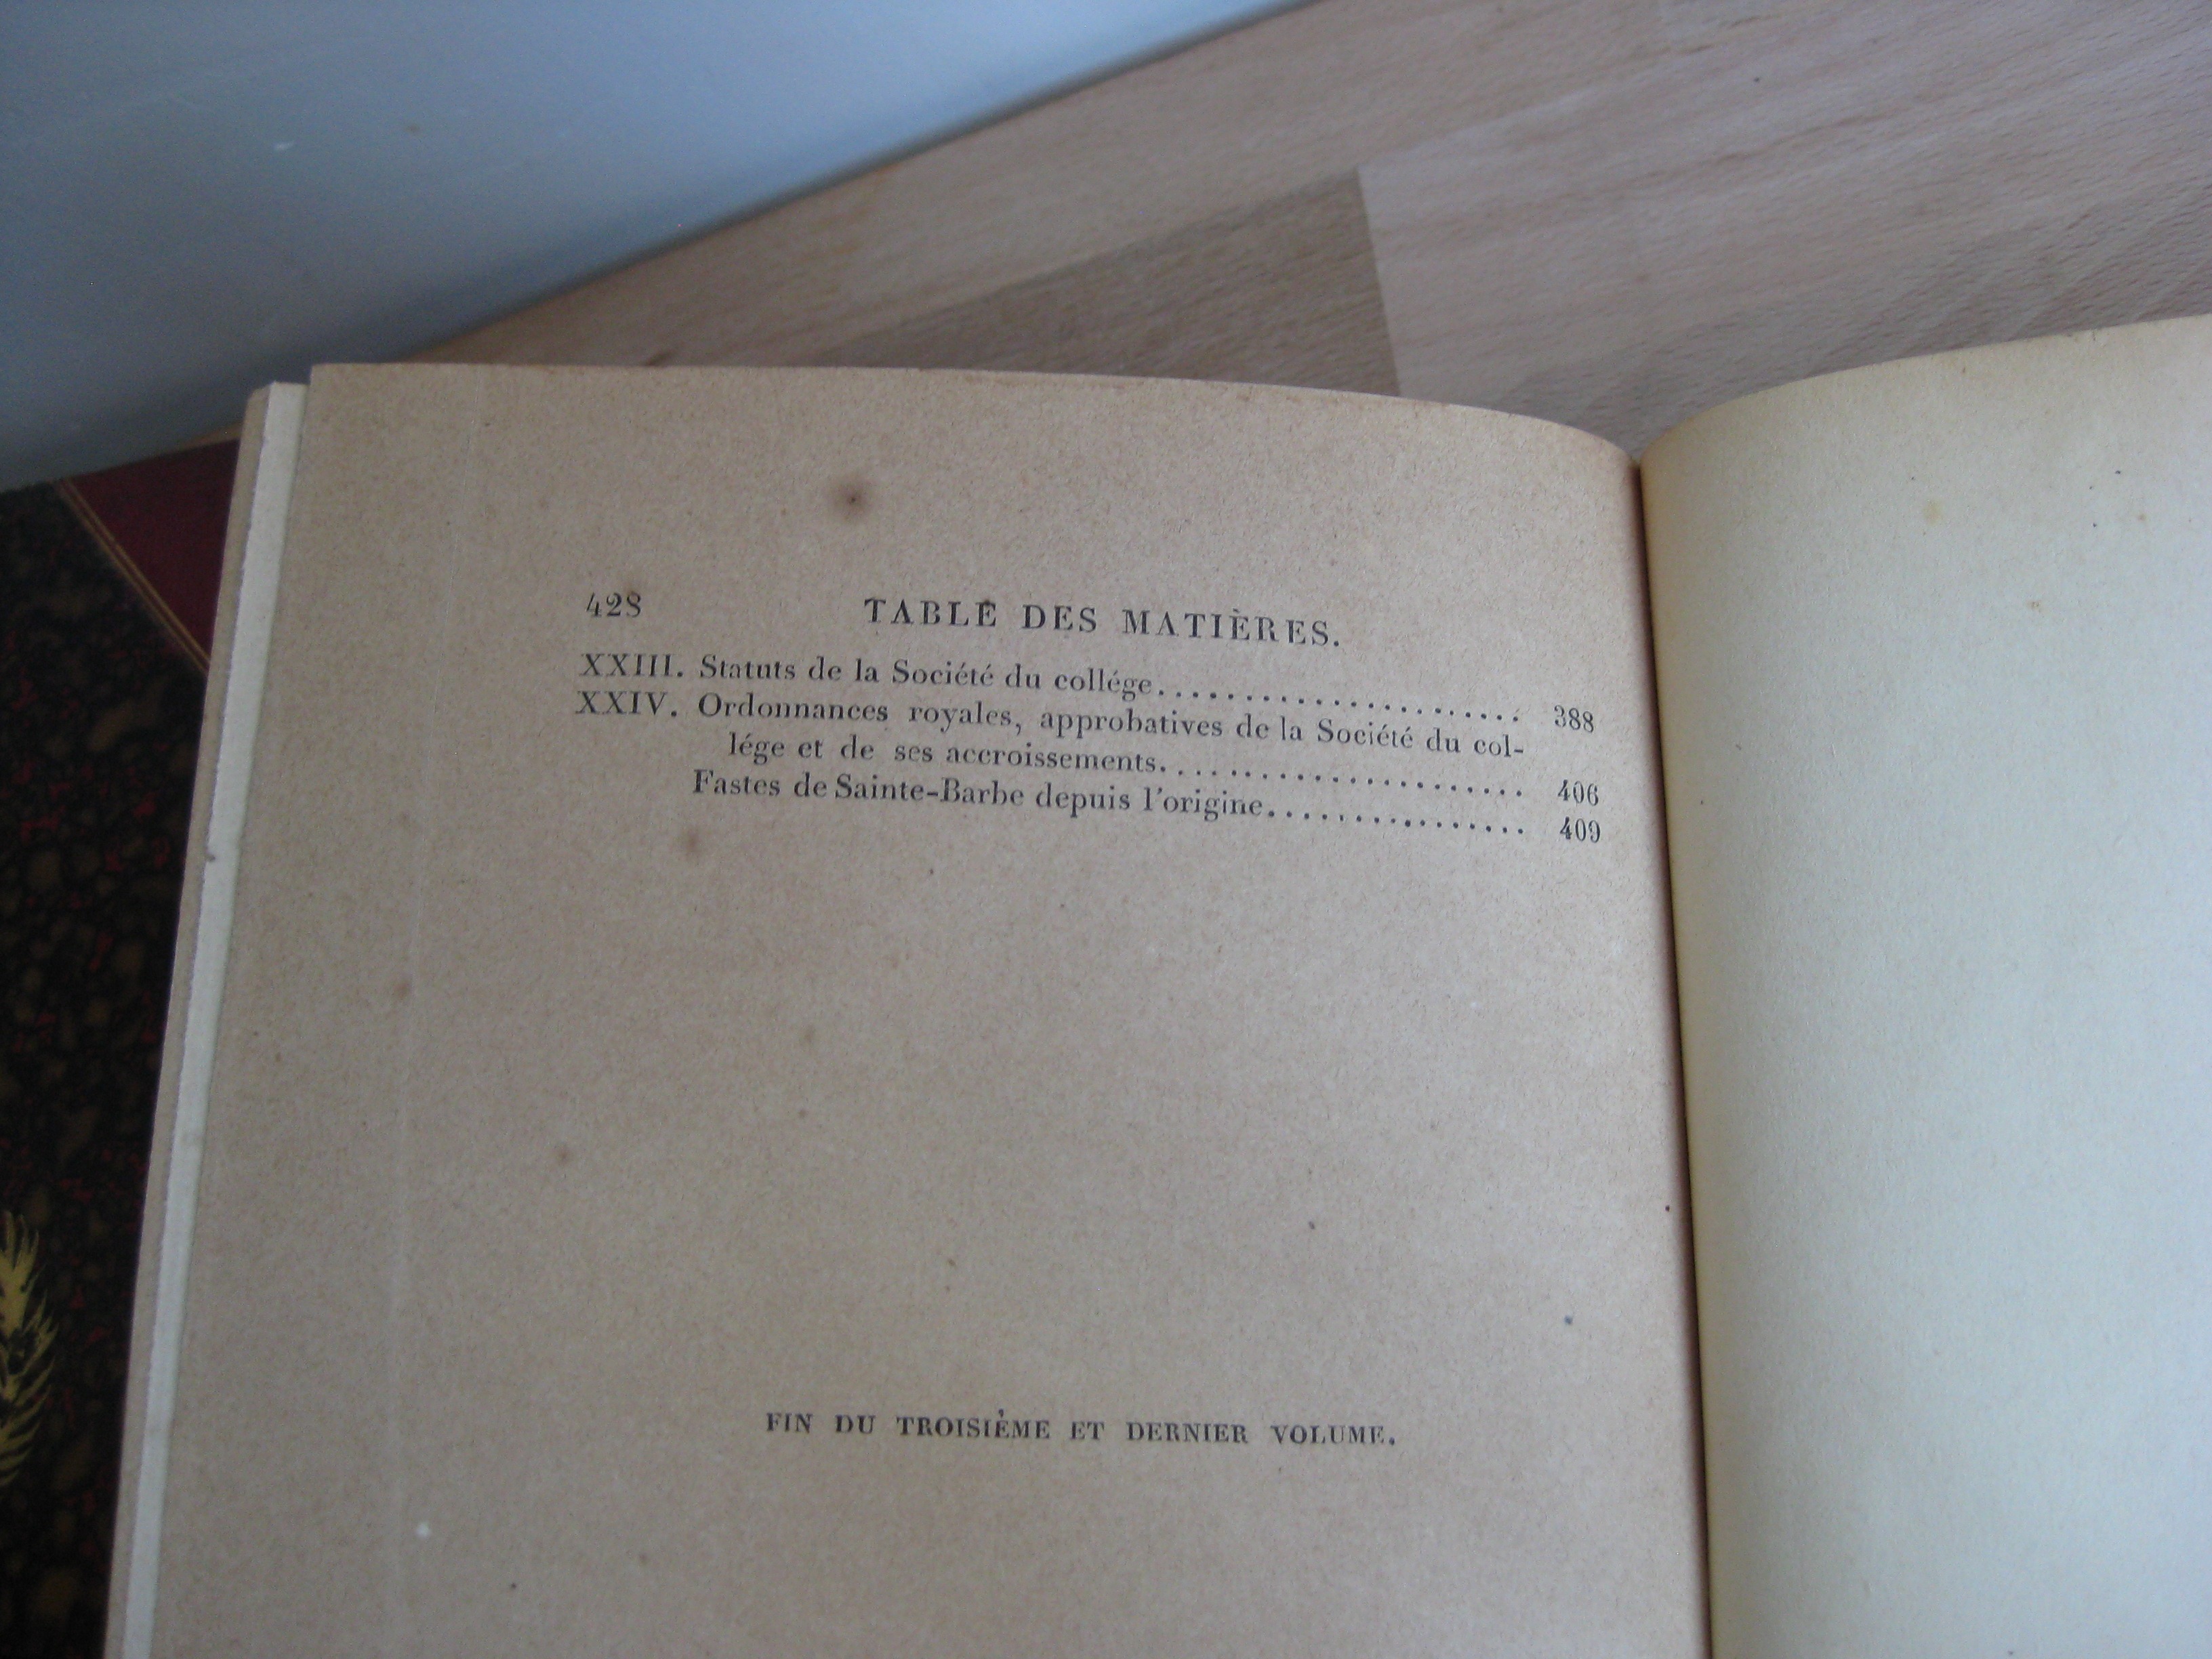 428 TABLE DES MATIÈRES.
XXIII. Statuts de la Société du collége........................ 388
XXIV. Ordonnances royales, approbatives de la Société du col-
lége et de ses accroissements........................ 406
Fastes de Sainte-Barbe depuis l'origine.................. 409
FIN DU TROISIÈME ET DERNIER VOLUME.